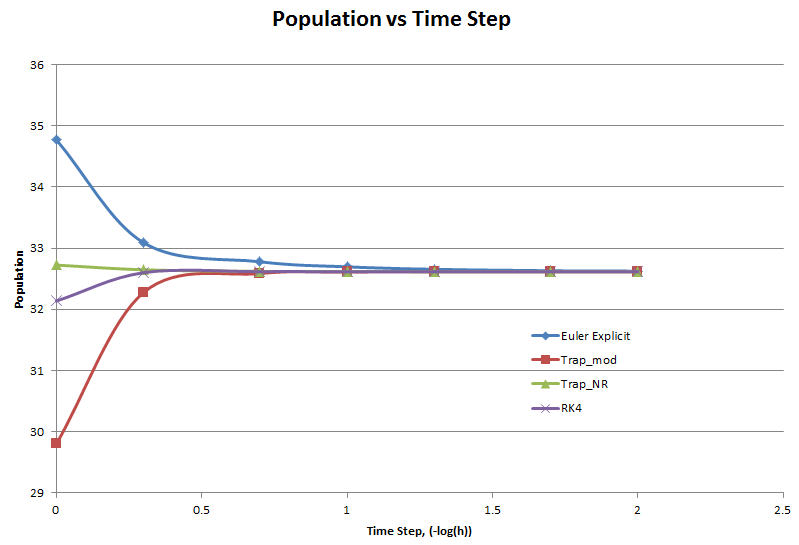 Population vs Time Step
36
35
34
33
32
31
30
29
Population
Euler Explicit
Trap_mod
Trap_NR
RK4
0
0.5
1
1.5
2
2.5
Time Step, (-log(h))